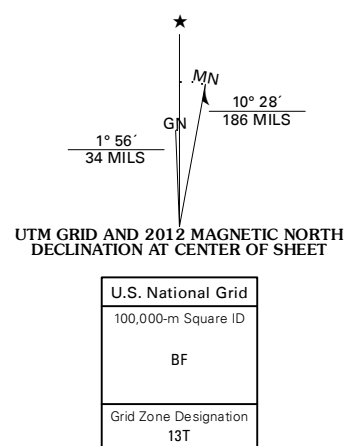 ★
MN
GN
10° 28´
186 MILS
1° 56´
34 MILS
UTM GRID AND 2012 MAGNETIC NORTH
DECLINATION AT CENTER OF SHEET
U.S. National Grid
100,000-m Square ID
BF
Grid Zone Designation
13T